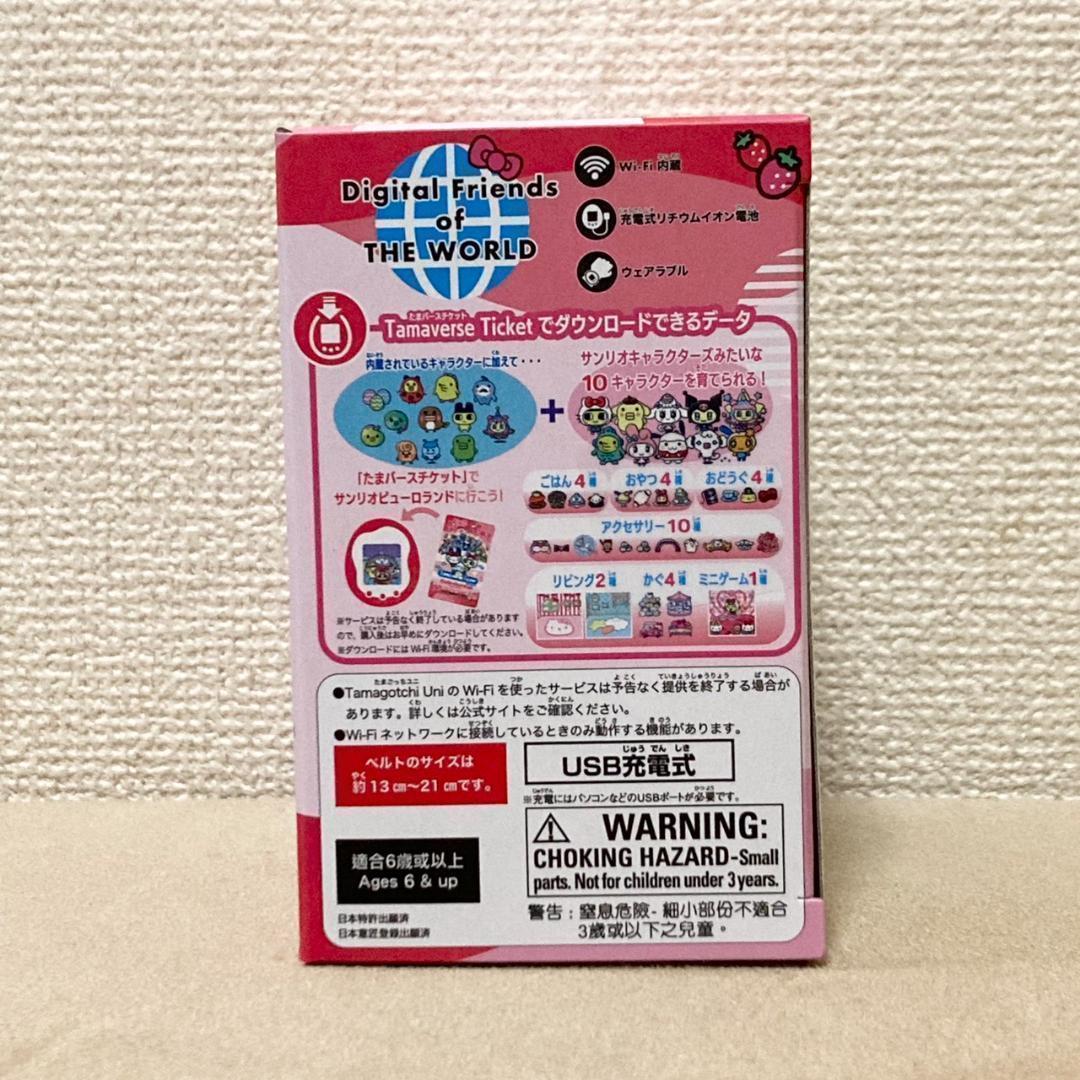 Digital Friends
of
THE WORLD
Wi-Fi 内蔵
充電式リチウムイオン電池
ウェアラブル
Tamaverse Ticket でダウンロードできるデータ
たまバースチケット
内蔵されているキャラクターに加えて・・・
サンリオキャラクターズみたいな
10 キャラクターを育てられる!
+
「たまバースチケット」で
サンリオピューロランドに行こう!
ごはん4種
おやつ4種
おどうぐ4種
アクセサリー10種
リビング2種
かぐ4種
ミニゲーム1種
※サービスは予告なく終了している場合があります
ので、購入後はお早めにダウンロードしてください。
※ダウンロードにはWi-Fi環境が必要です。
●Tamagotchi Uni の Wi-Fi を使ったサービスは予告なく提供を終了する場合が
あります。詳しくは公式サイトをご確認ください。
●Wi-Fi ネットワークに接続しているときのみ動作する機能があります。
ベルトのサイズは
約13㎝〜21㎝です。
USB充電式
※充電にはパソコンなどのUSBポートが必要です。
適合6歲或以上
Ages 6 & up
WARNING:
CHOKING HAZARD-Small
parts. Not for children under 3 years.
警告:窒息危險-細小部份不適合
3歲或以下之兒童。
日本特許出願済
日本意匠登録出願済